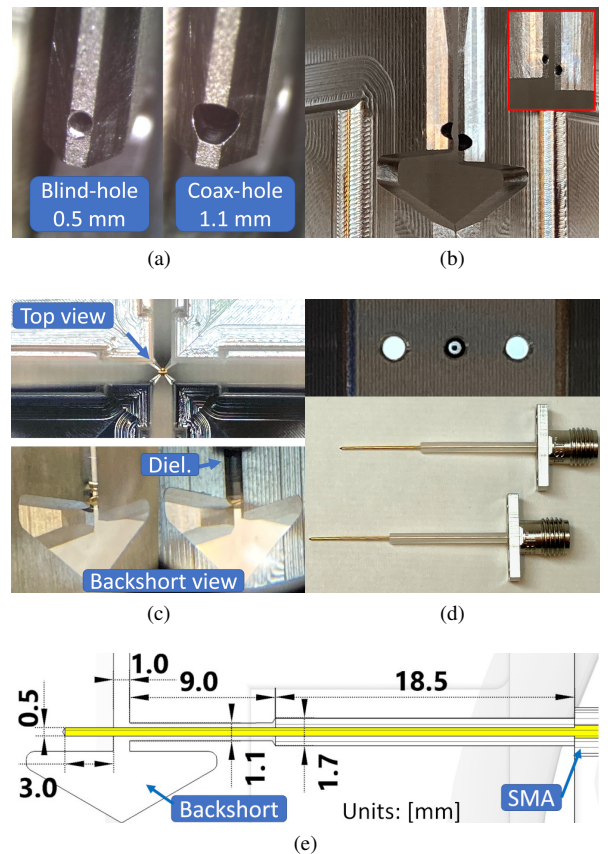 Blind-hole
0.5 mm
Coax-hole
1.1 mm
(a)
(b)
Top view
Diel.
Backshort view
(c)
(d)
1.0
9.0
18.5
0.5
3.0
1.1
1.7
Backshort
Units: [mm]
SMA
(e)